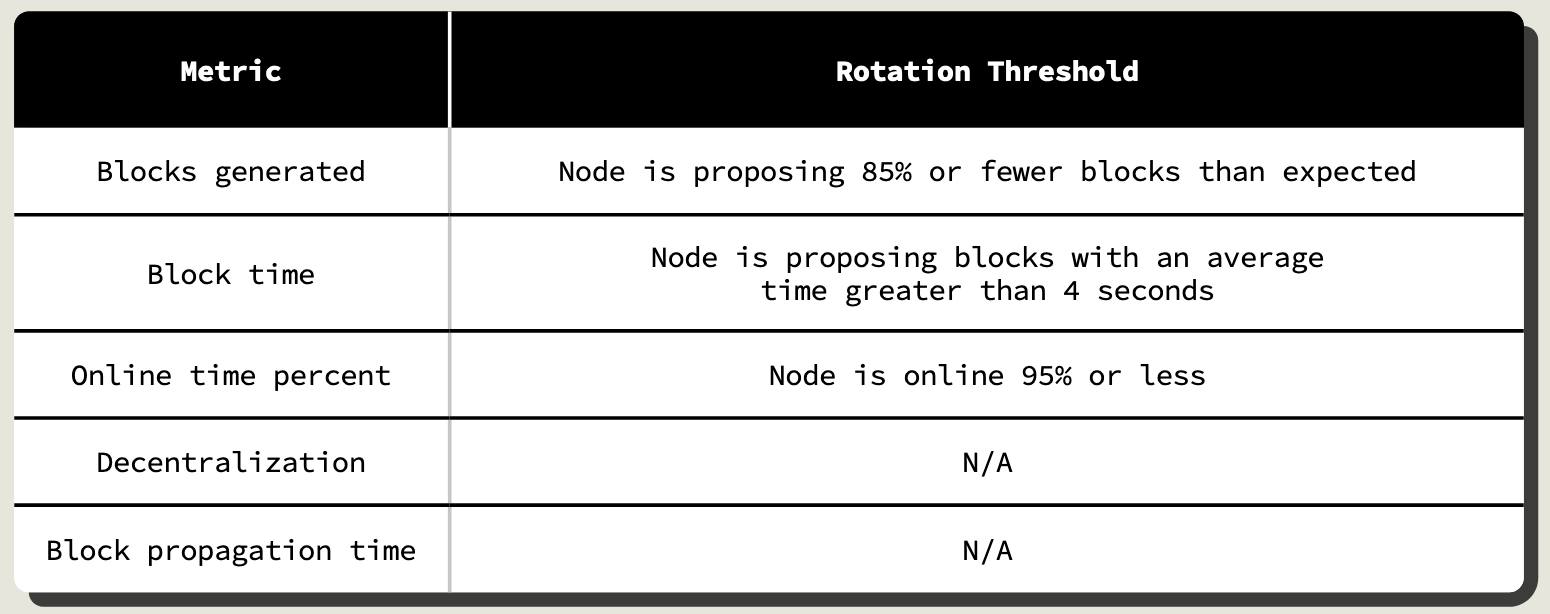 Metric
Rotation Threshold
Blocks generated
Node is proposing 85% or fewer blocks than expected
Block time
Node is proposing blocks with an average
time greater than 4 seconds
Online time percent
Node is online 95% or less
Decentralization
N/A
Block propagation time
N/A